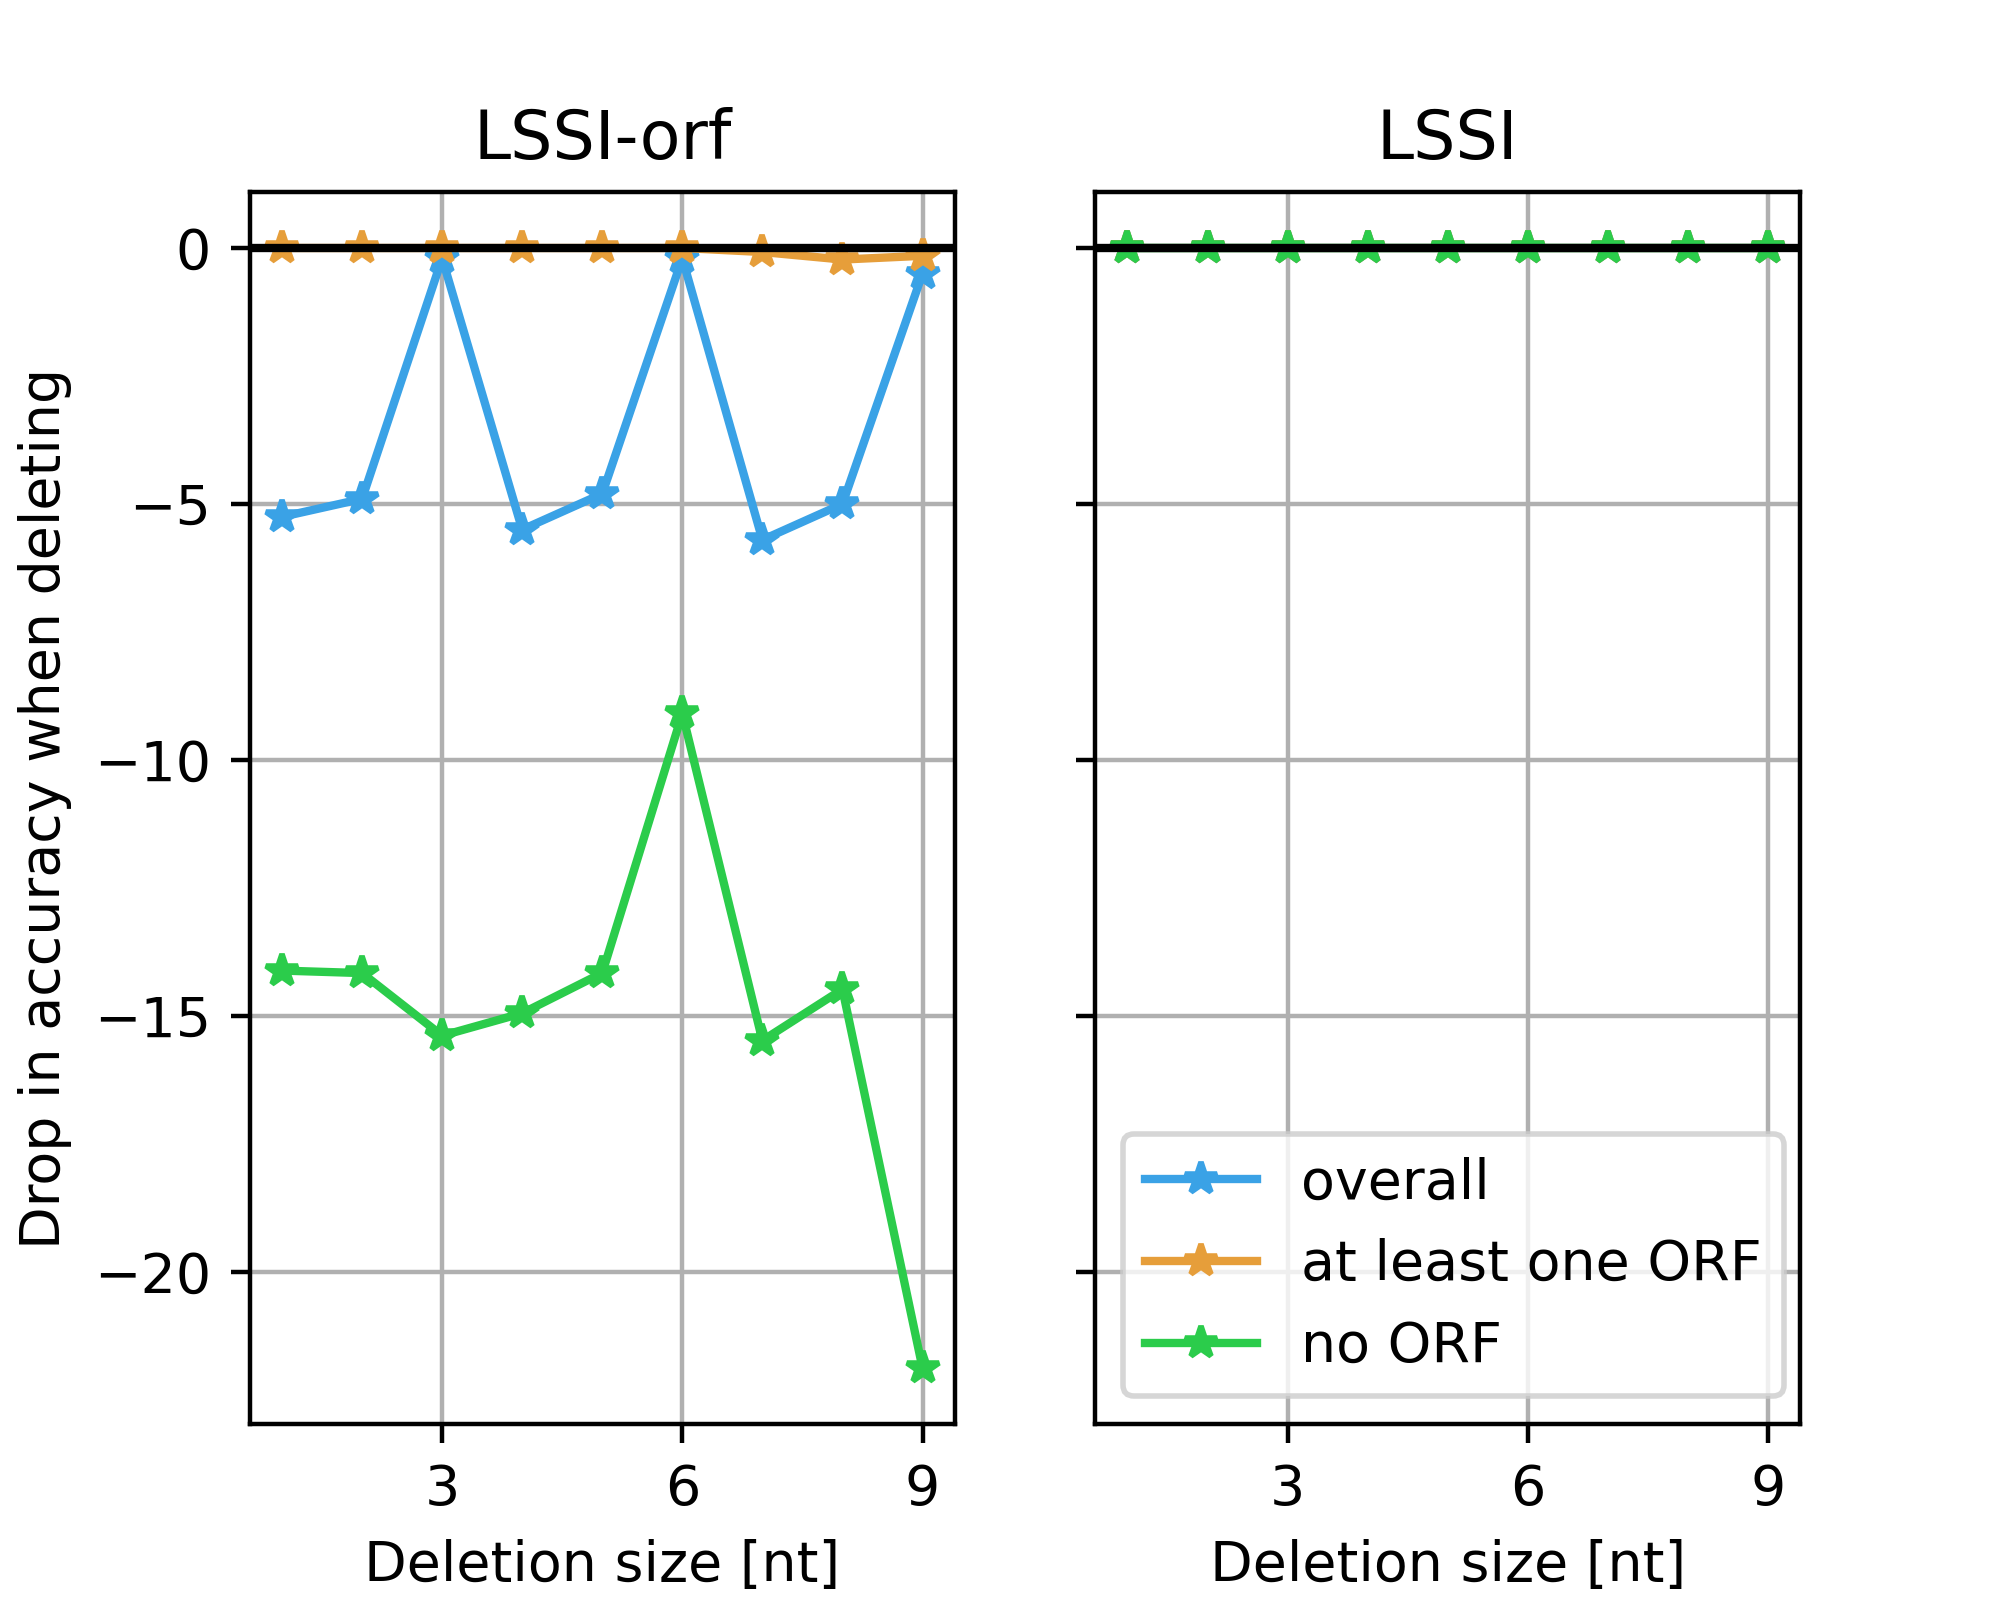 LSSI-orf
LSSI
Drop in accuracy when deleting
0
−5
−10
−15
−20
3 6 9
3 6 9
Deletion size [nt]
Deletion size [nt]
overall
at least one ORF
no ORF